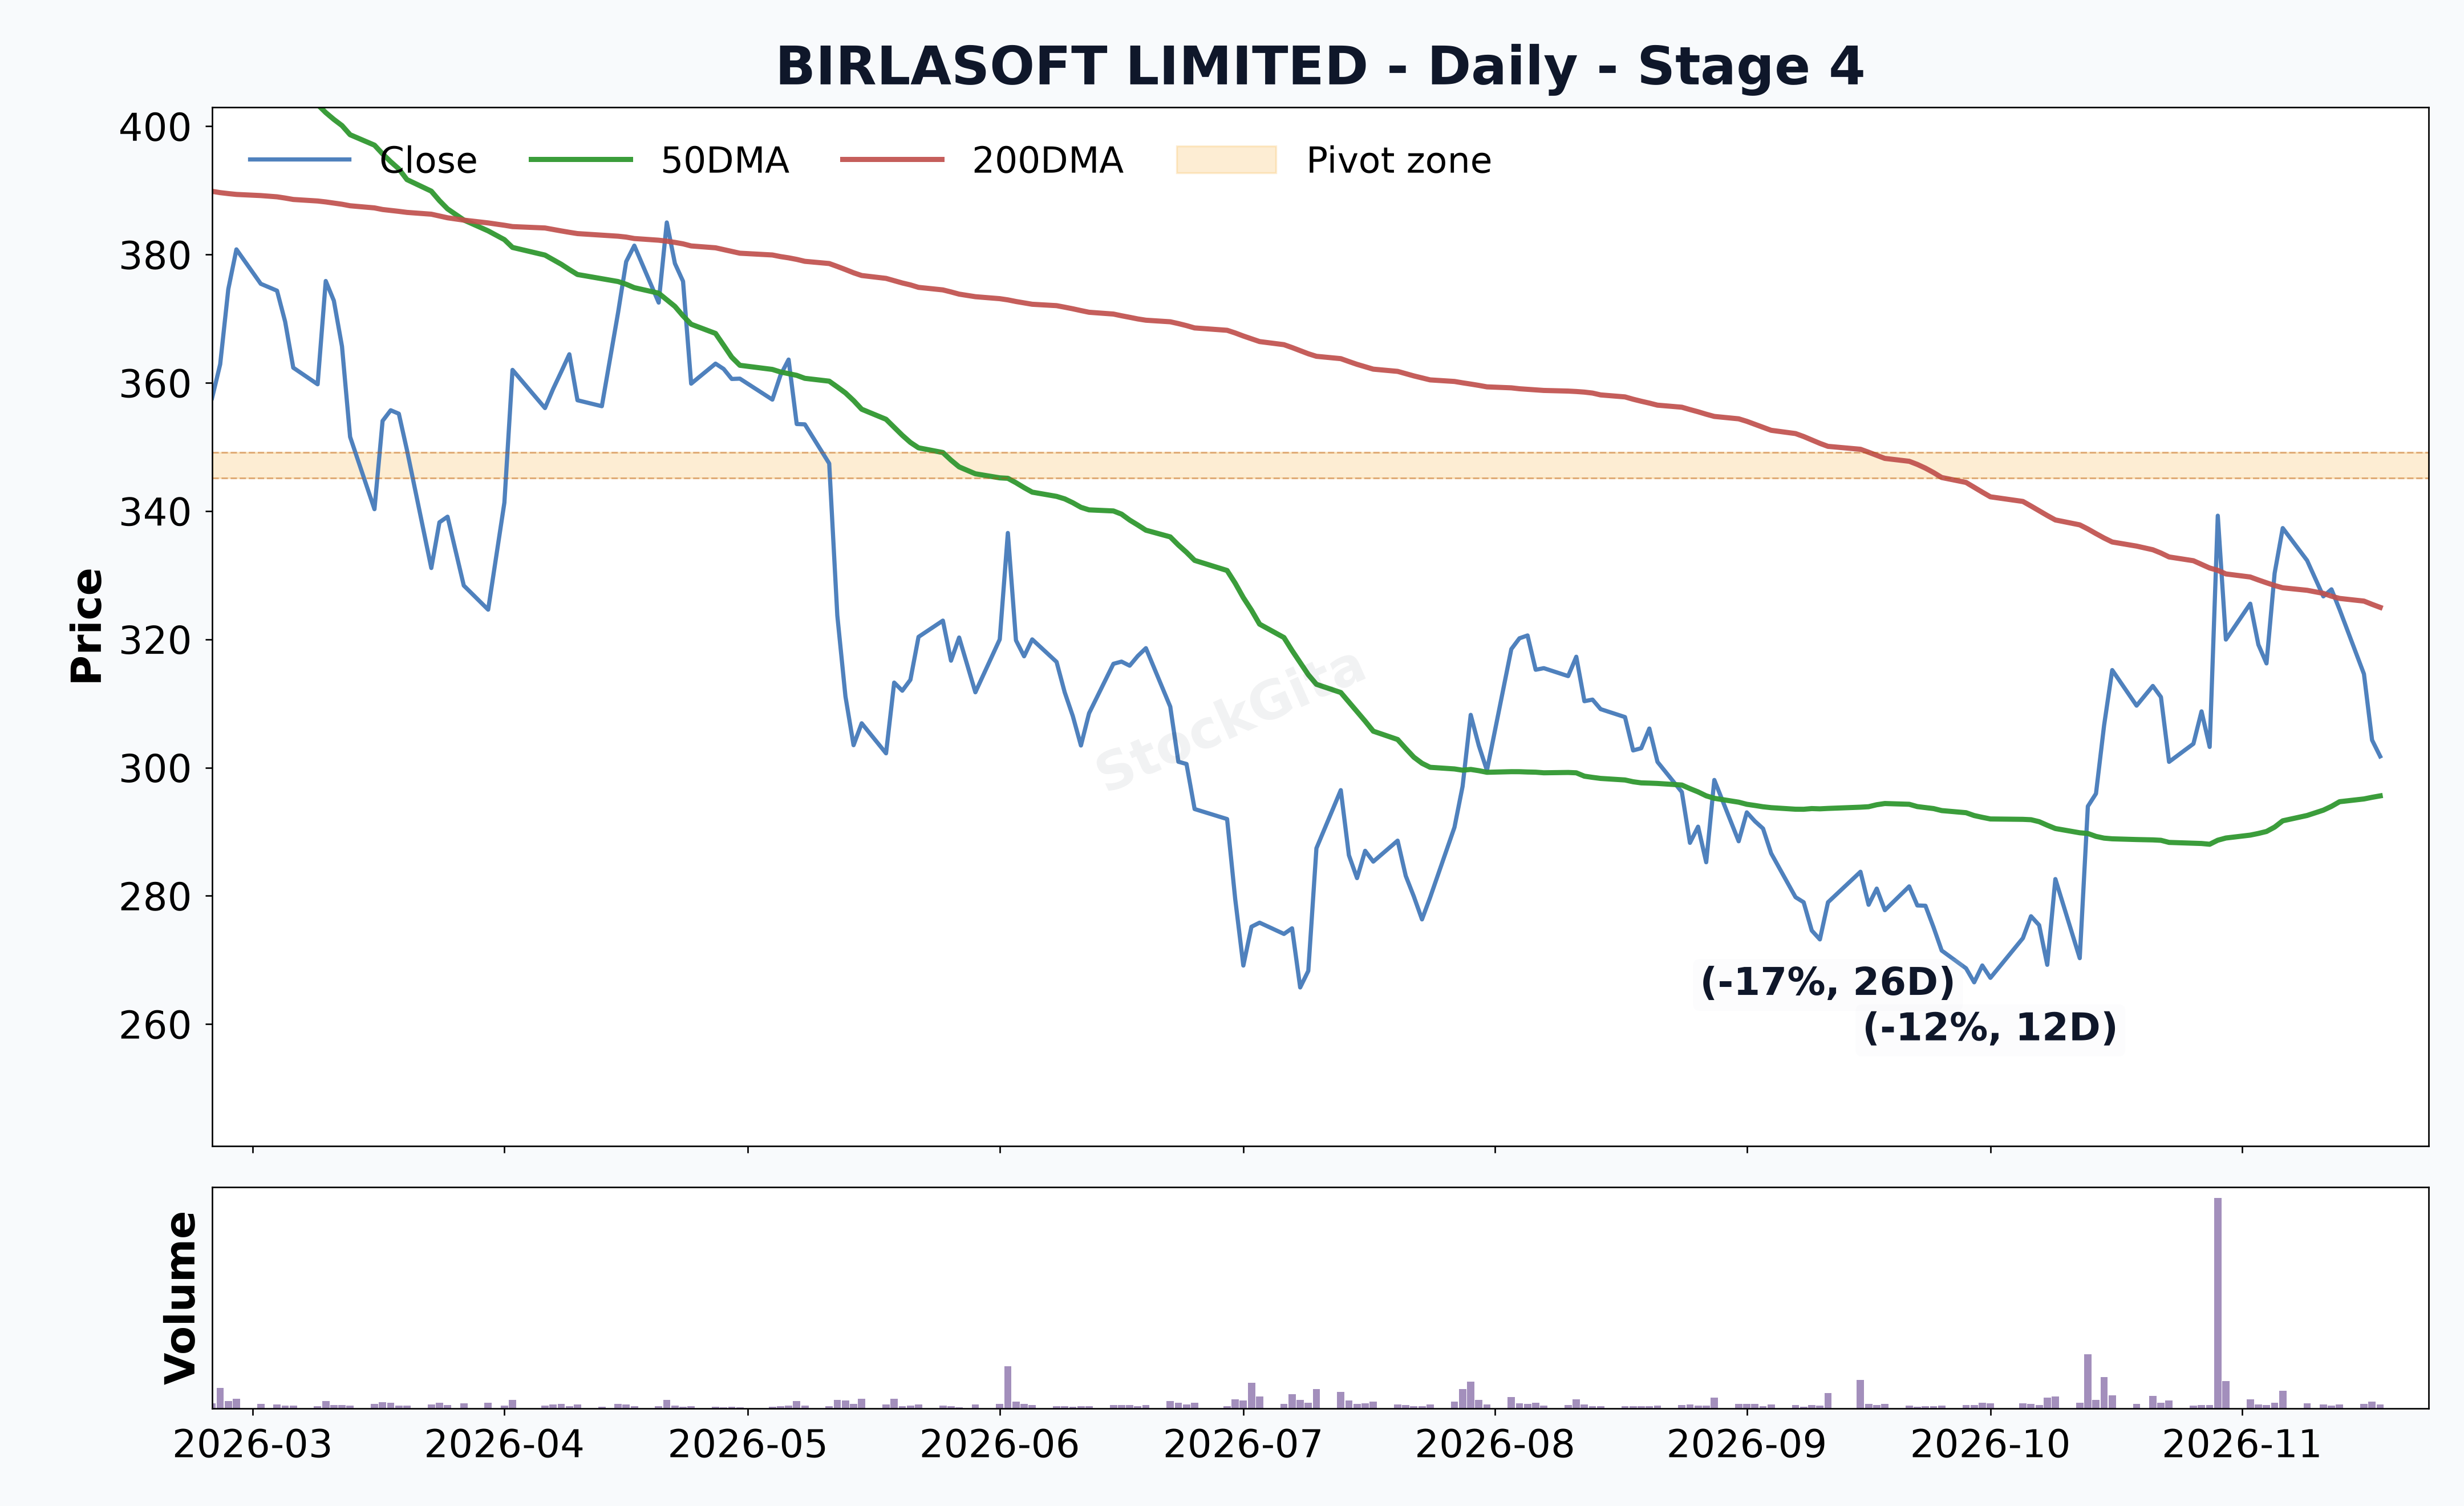 BIRLASOFT LIMITED - Daily - Stage 4
Close 50DMA 200DMA Pivot zone
400
380
360
340
320
300
280
260
Price
StockGita
(-17%, 26D)
(-12%, 12D)
Volume
2026-03 2026-04 2026-05 2026-06 2026-07 2026-08 2026-09 2026-10 2026-11